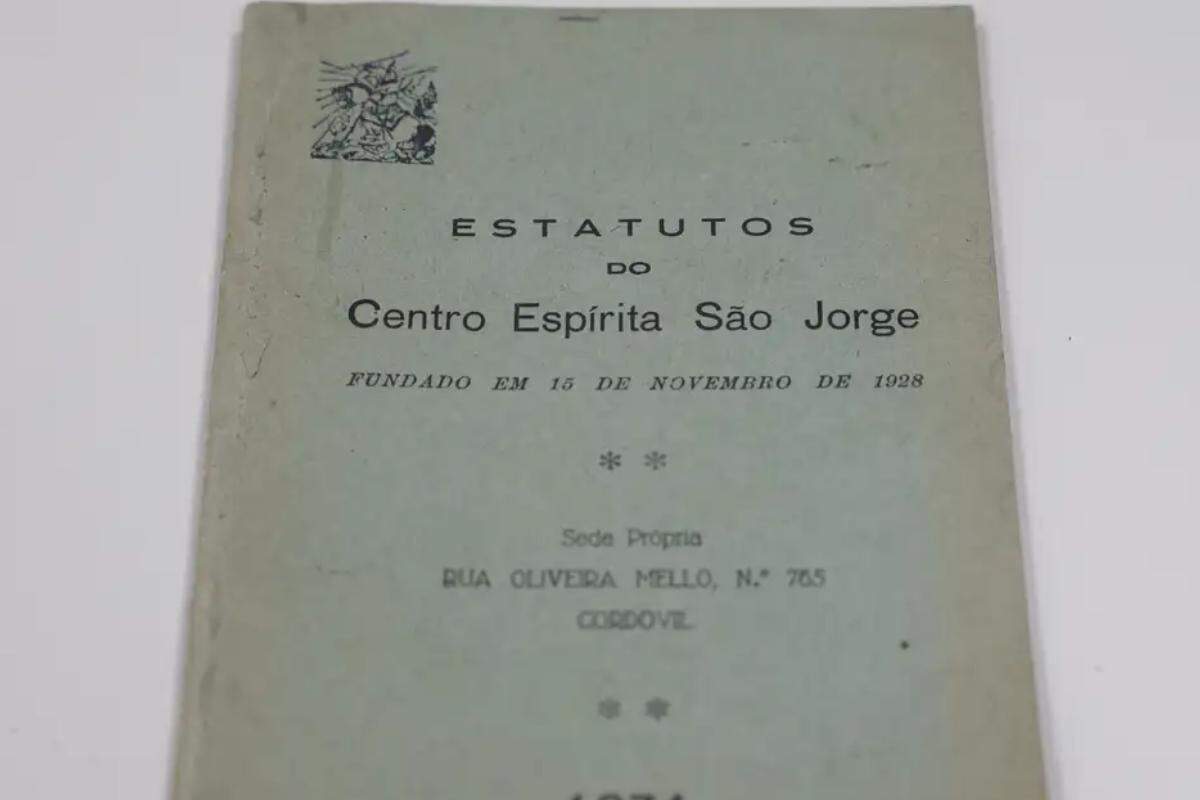 ESTATUTOS
DO
Centro Espírita São Jorge
FUNDADO EM 15 DE NOVEMBRO DE 1928
* *
Sede Própria
RUA OLIVEIRA MELLO, N.º 765
CORDOVIL
* *